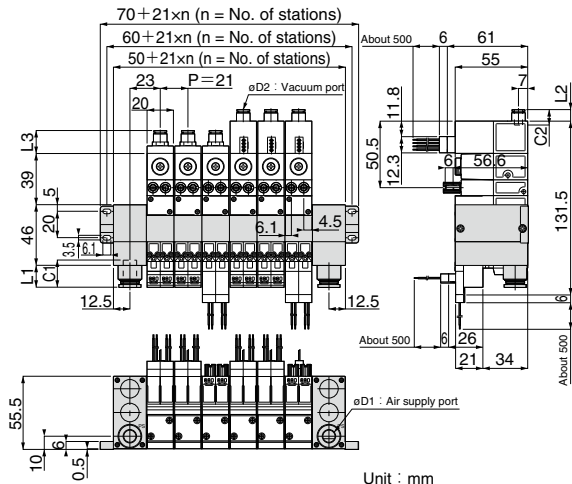 70＋21×n (n = No. of stations)
60＋21×n (n = No. of stations)
50＋21×n (n = No. of stations)
23
P＝21
20
øD2 : Vacuum port
About 500
6
61
55
7
L2
C2
11.8
50.5
12.3
6
56.6
131.5
L3
39
5
46
20
3.5
6.1
L1
C1
6.1
4.5
12.5
12.5
About 500
6
26
21
34
6
About 500
55.5
10
6
0.5
øD1 : Air supply port
Unit : mm